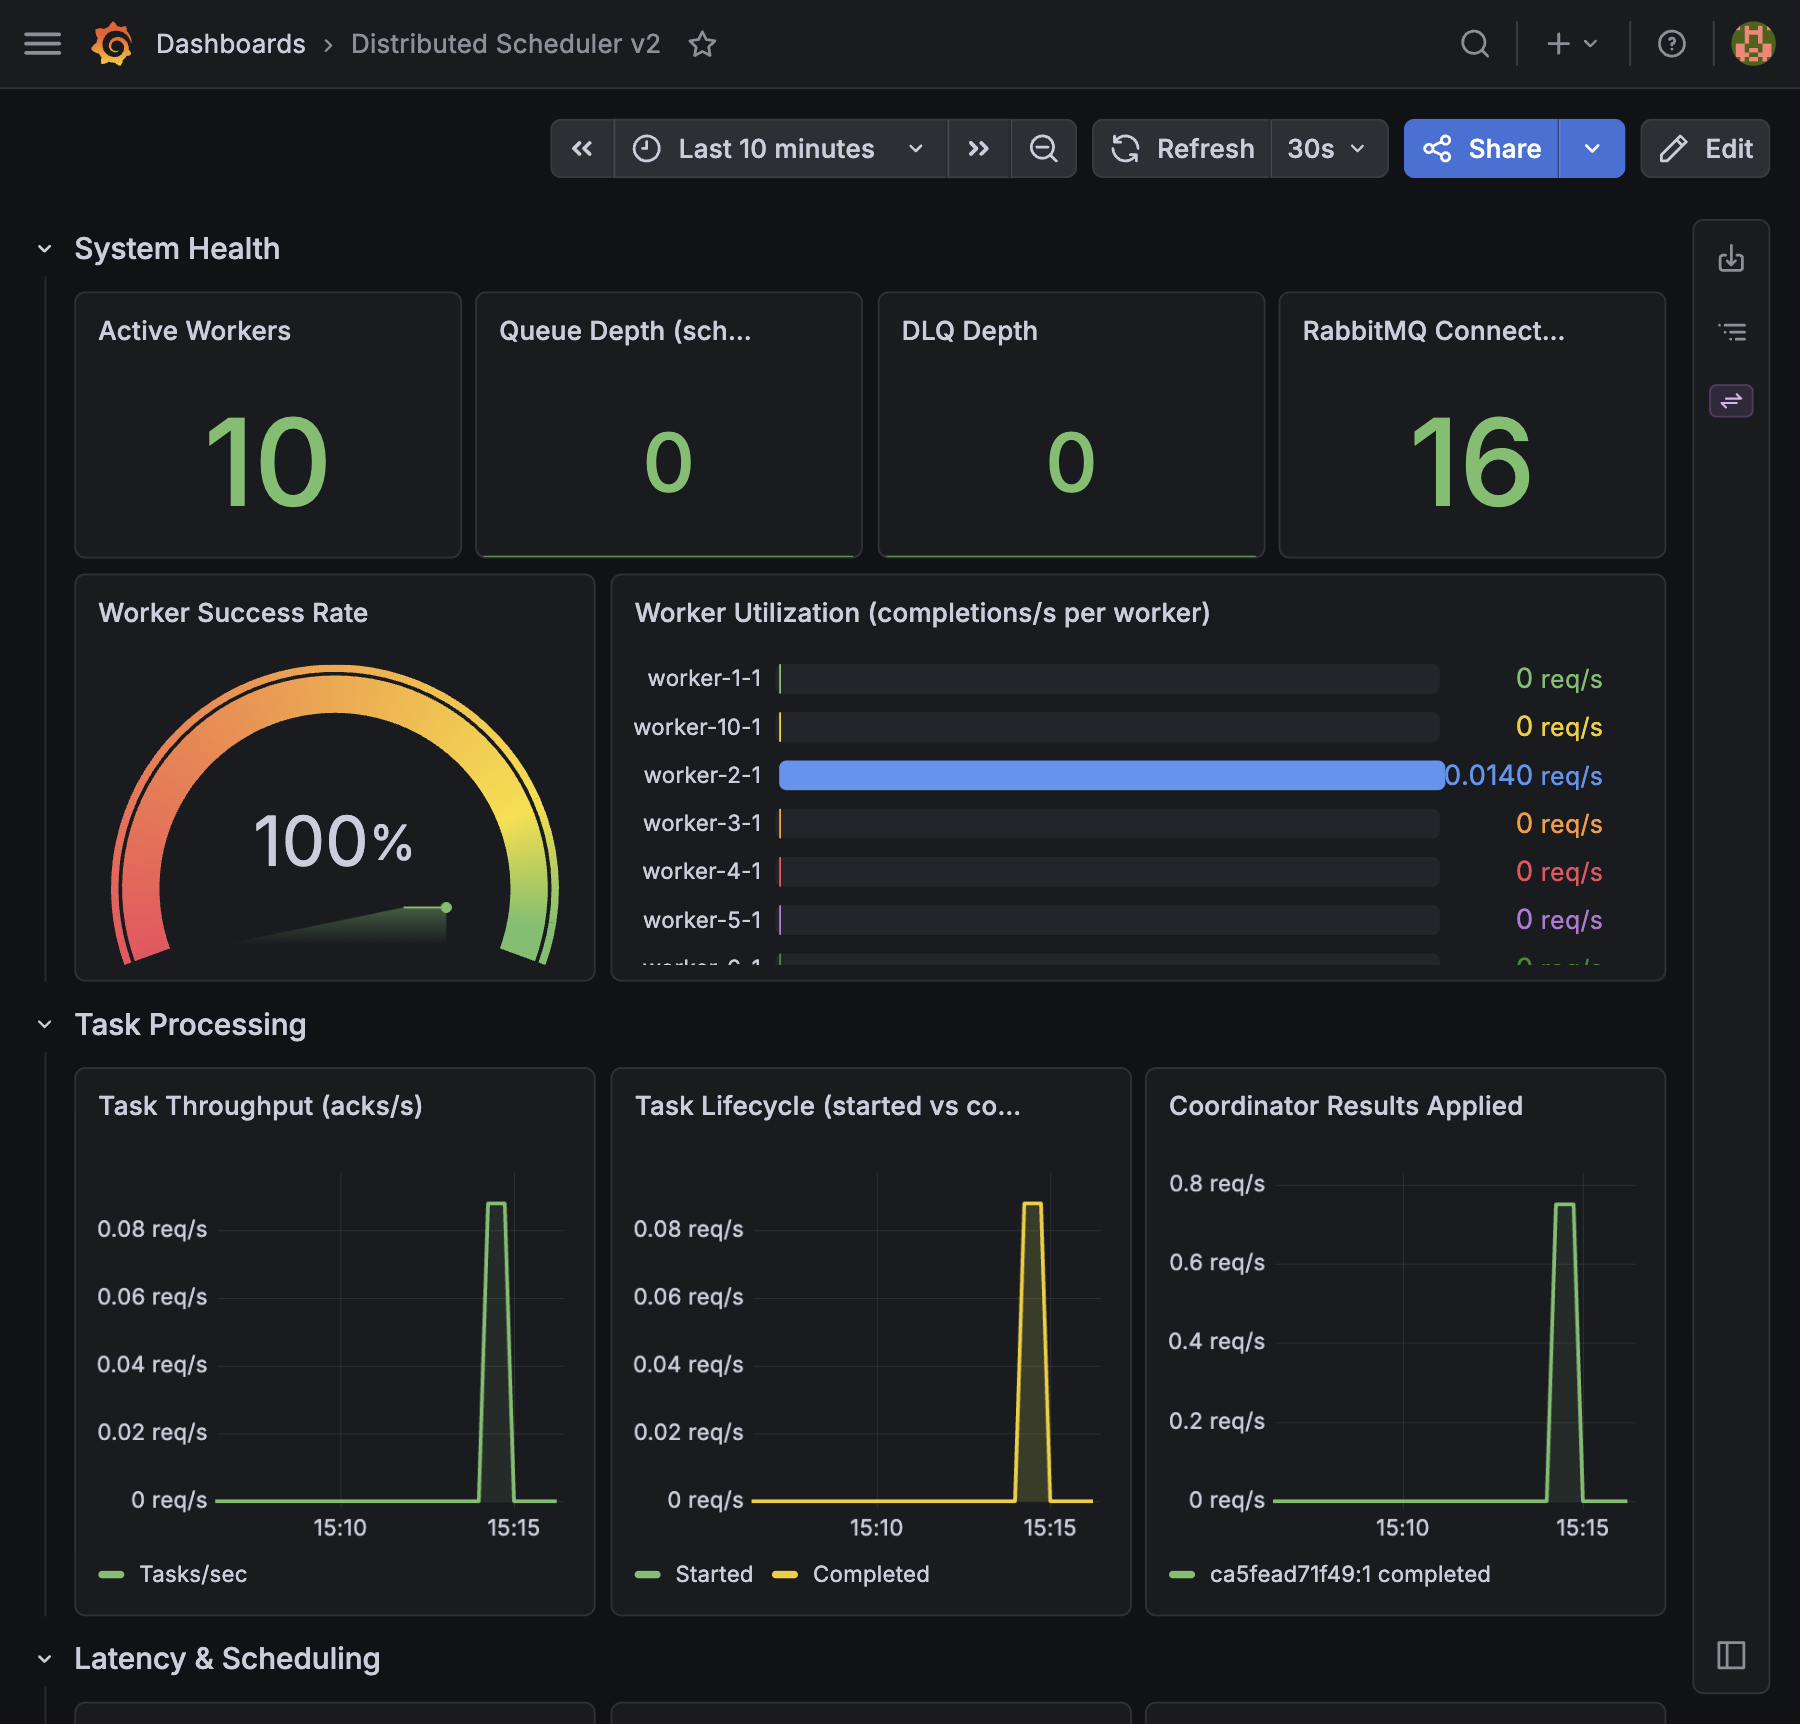 Dashboards › Distributed Scheduler v2
Last 10 minutes
Refresh
30s
Share
Edit
System Health
Active Workers
10
Queue Depth (sch...
0
DLQ Depth
0
RabbitMQ Connect...
16
Worker Success Rate
100%
Worker Utilization (completions/s per worker)
worker-1-1 0 req/s
worker-10-1 0 req/s
worker-2-1 0.0140 req/s
worker-3-1 0 req/s
worker-4-1 0 req/s
worker-5-1 0 req/s
Task Processing
Task Throughput (acks/s)
0.08 req/s
0.06 req/s
0.04 req/s
0.02 req/s
0 req/s
15:10 15:15
Tasks/sec
Task Lifecycle (started vs co...
0.08 req/s
0.06 req/s
0.04 req/s
0.02 req/s
0 req/s
15:10 15:15
Started Completed
Coordinator Results Applied
0.8 req/s
0.6 req/s
0.4 req/s
0.2 req/s
0 req/s
15:10 15:15
ca5fead71f49:1 completed
Latency & Scheduling